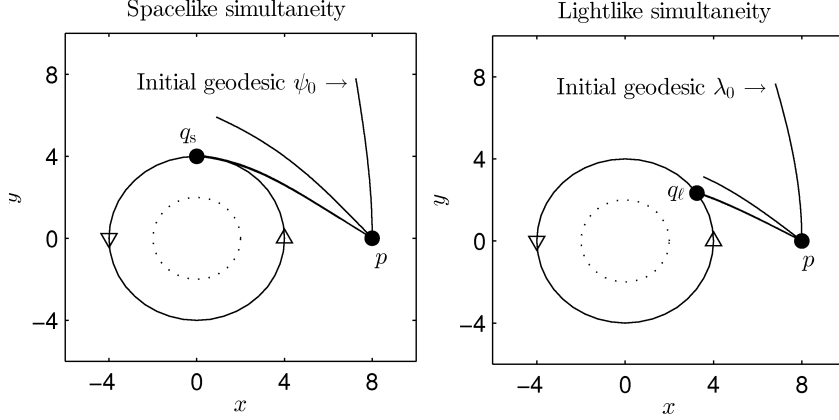 Spacelike simultaneity
8
4
0
−4
y
Initial geodesic ψ₀ →
qₛ
p
−4 0 4 8
x
Lightlike simultaneity
8
4
0
−4
y
Initial geodesic λ₀ →
qℓ
p
−4 0 4 8
x